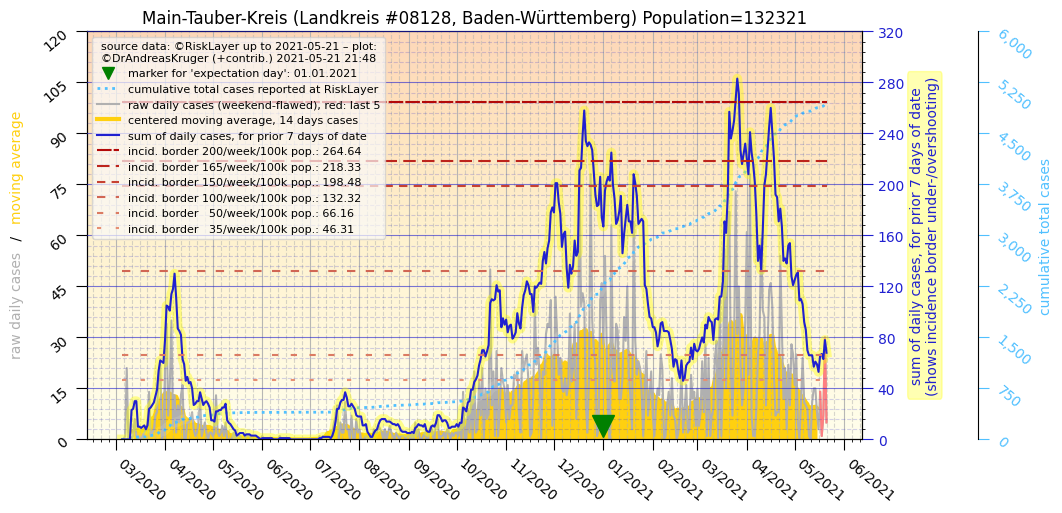 Main-Tauber-Kreis (Landkreis #08128, Baden-Württemberg) Population=132321
source data: ©RiskLayer up to 2021-05-21 – plot:
©DrAndreasKruger (+contrib.) 2021-05-21 21:48
marker for 'expectation day': 01.01.2021
cumulative total cases reported at RiskLayer
raw daily cases (weekend-flawed), red: last 5
centered moving average, 14 days cases
sum of daily cases, for prior 7 days of date
incid. border 200/week/100k pop.: 264.64
incid. border 165/week/100k pop.: 218.33
incid. border 150/week/100k pop.: 198.48
incid. border 100/week/100k pop.: 132.32
incid. border 50/week/100k pop.: 66.16
incid. border 35/week/100k pop.: 46.31
raw daily cases / moving average
120
105
90
75
60
45
30
15
0
03/2020
04/2020
05/2020
06/2020
07/2020
08/2020
09/2020
10/2020
11/2020
12/2020
01/2021
02/2021
03/2021
04/2021
05/2021
06/2021
320
280
240
200
160
120
80
40
0
sum of daily cases, for prior 7 days of date
(shows incidence border under-/overshooting)
6,000
5,250
4,500
3,750
3,000
2,250
1,500
750
0
cumulative total cases